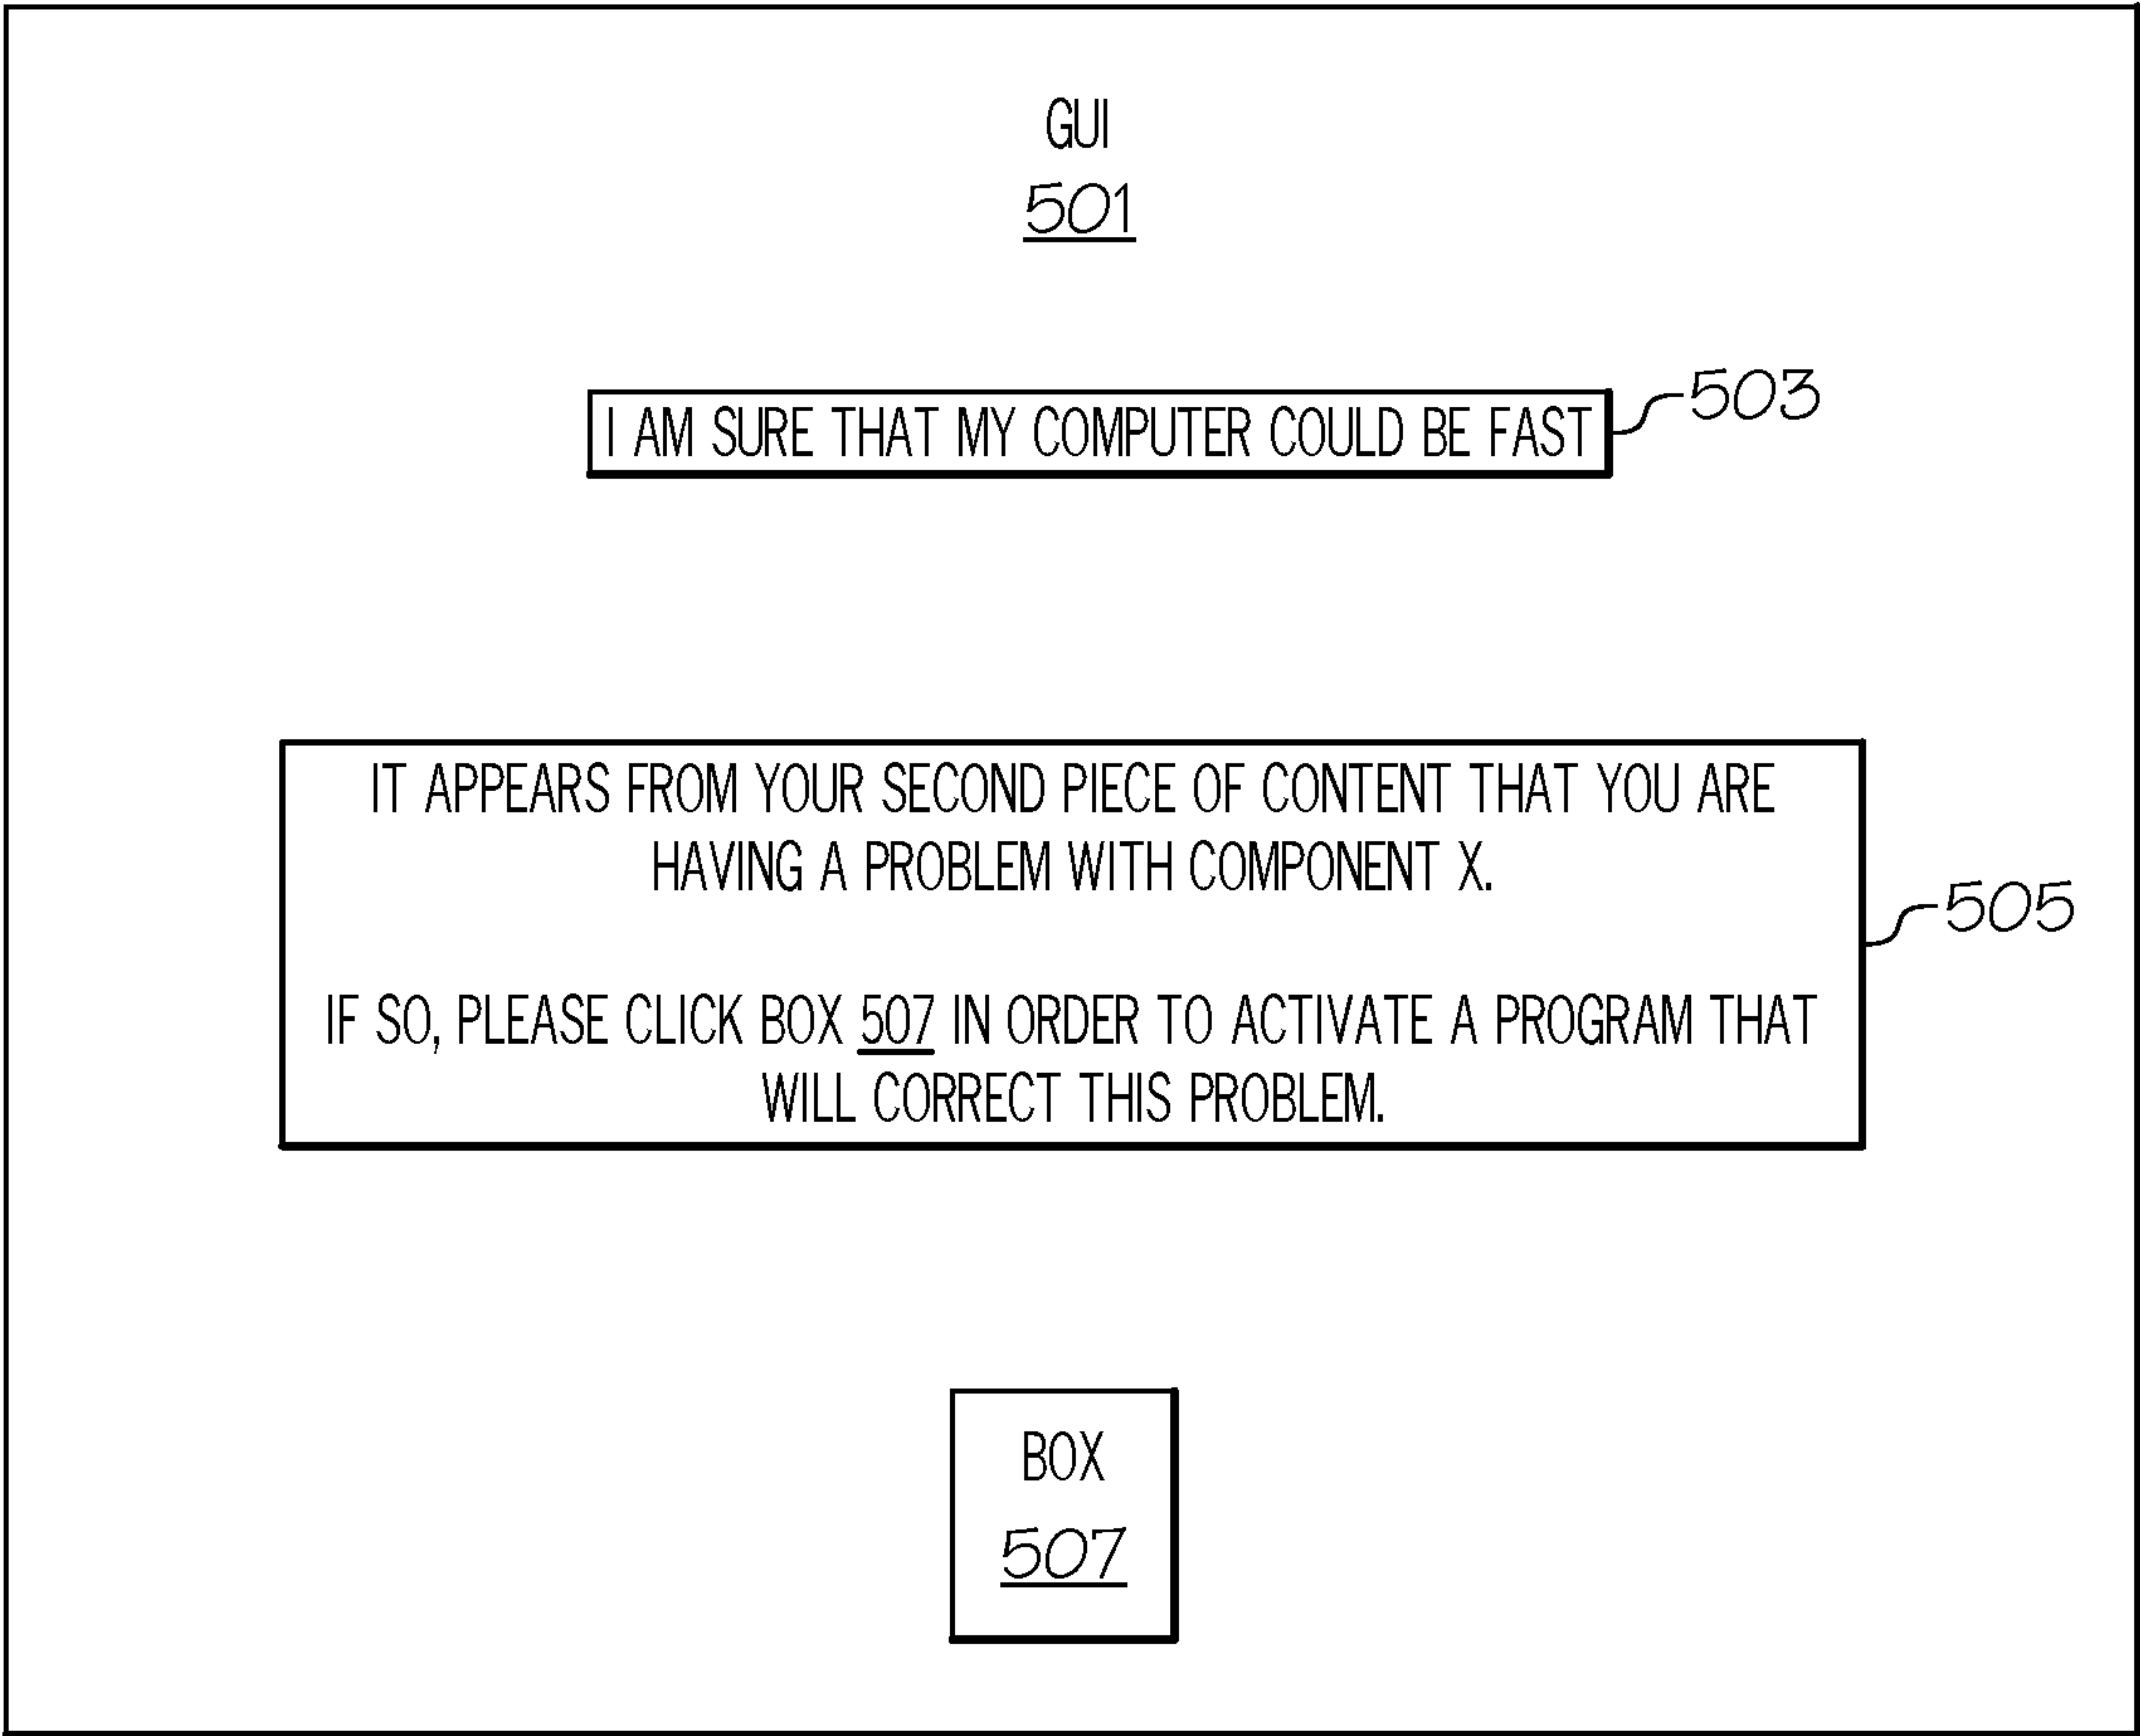 GUI
501
I AM SURE THAT MY COMPUTER COULD BE FAST
503
IT APPEARS FROM YOUR SECOND PIECE OF CONTENT THAT YOU ARE
HAVING A PROBLEM WITH COMPONENT X.
505
IF SO, PLEASE CLICK BOX 507 IN ORDER TO ACTIVATE A PROGRAM THAT
WILL CORRECT THIS PROBLEM.
BOX
507